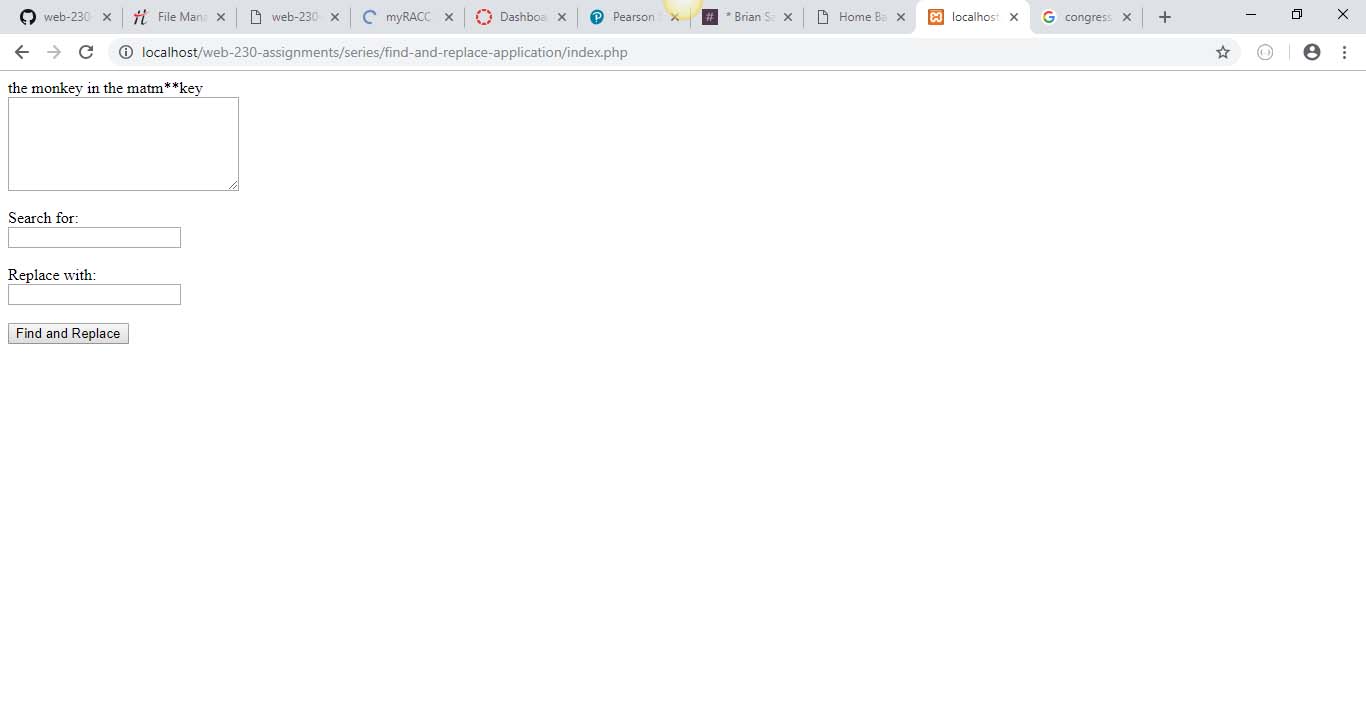 web-230 File Mana web-230 myRACC Dashboa Pearson * Brian Sa Home Ba localhost congress
localhost/web-230-assignments/series/find-and-replace-application/index.php
the monkey in the matm**key
Search for:
Replace with:
Find and Replace